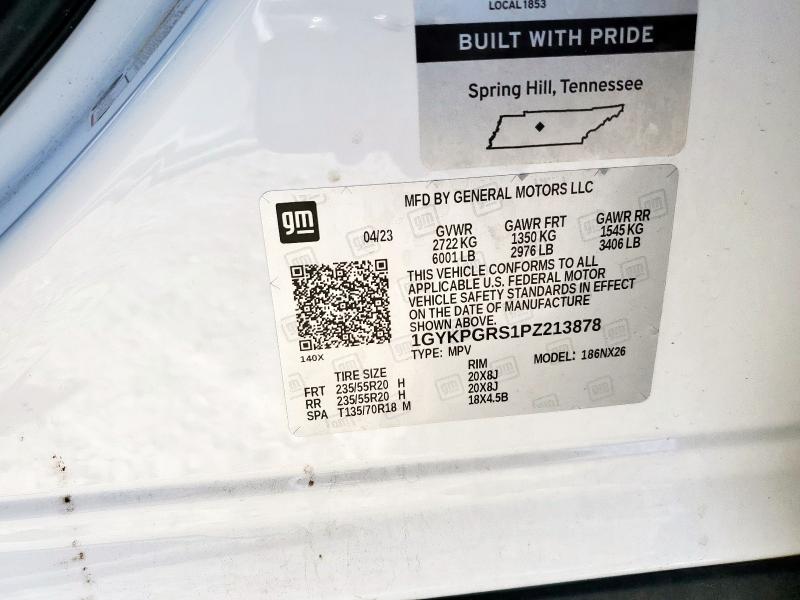 LOCAL 1853
BUILT WITH PRIDE
Spring Hill, Tennessee
gm
MFD BY GENERAL MOTORS LLC
04/23
GVWR GAWR FRT GAWR RR
2722 KG 1350 KG 1545 KG
6001 LB 2976 LB 3406 LB
THIS VEHICLE CONFORMS TO ALL
APPLICABLE U.S. FEDERAL MOTOR
VEHICLE SAFETY STANDARDS IN EFFECT
ON THE DATE OF MANUFACTURE
SHOWN ABOVE.
1GYKPGRS1PZ213878
140X
TYPE: MPV MODEL: 186NX26
TIRE SIZE RIM
FRT 235/55R20 H 20X8J
RR 235/55R20 H 20X8J
SPA T135/70R18 M 18X4.5B